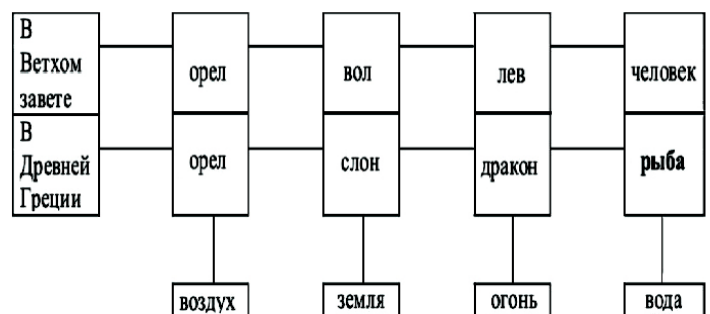 В
Ветхом
завете
орел
вол
лев
человек
В
Древней
Греции
орел
слон
дракон
рыба
воздух
земля
огонь
вода